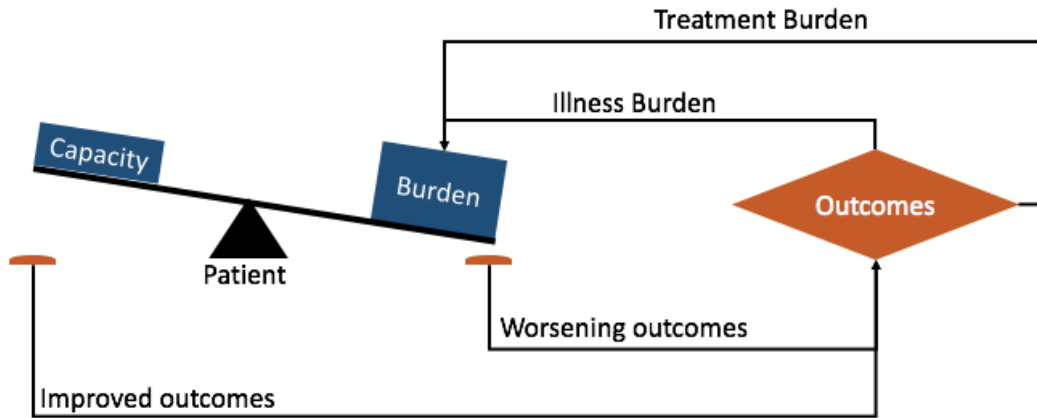 Treatment Burden
Illness Burden
Capacity
Burden
Outcomes
Patient
Worsening outcomes
Improved outcomes